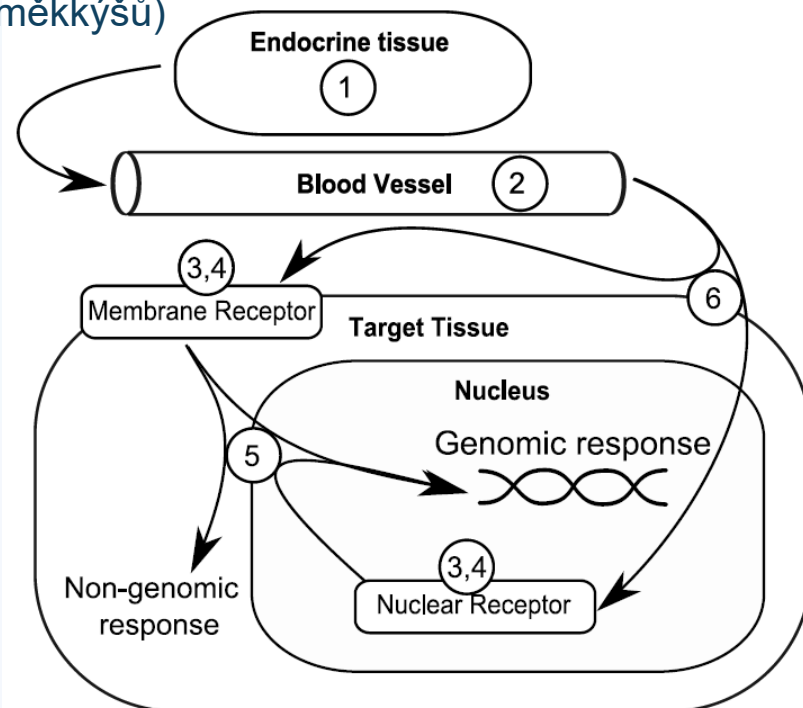 měkkýšů)
Endocrine tissue
1
Blood Vessel
2
3,4
Membrane Receptor
6
Target Tissue
Nucleus
5
Genomic response
3,4
Non-genomic
response
Nuclear Receptor